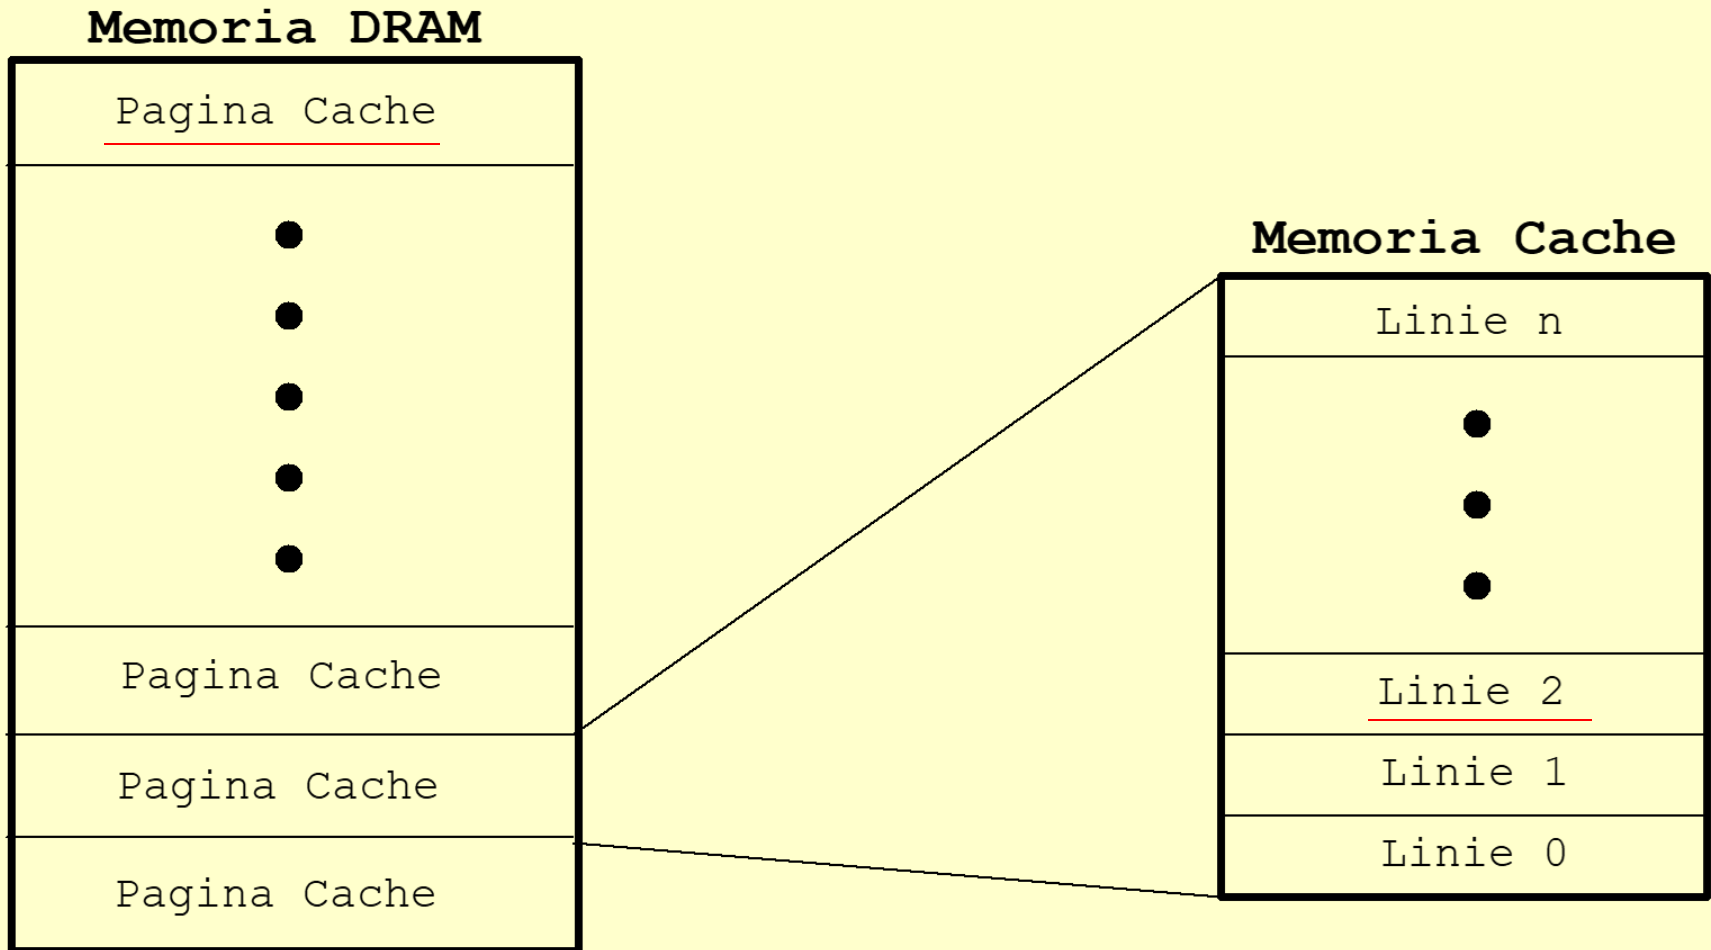 Memoria DRAM
Pagina Cache
Pagina Cache
Pagina Cache
Pagina Cache
Memoria Cache
Linie n
Linie 2
Linie 1
Linie 0